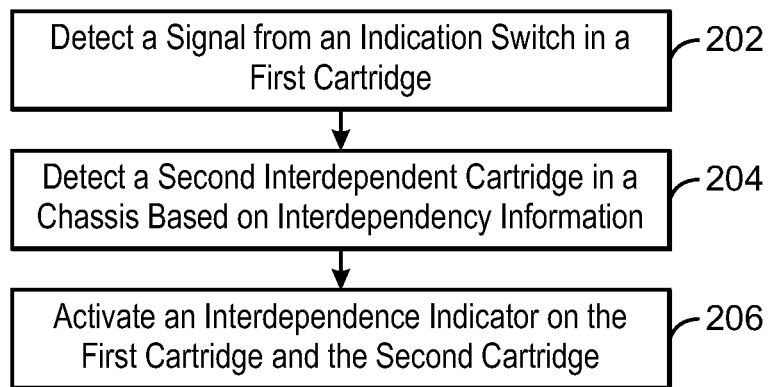 Detect a Signal from an Indication Switch in a
First Cartridge
202
Detect a Second Interdependent Cartridge in a
Chassis Based on Interdependency Information
204
Activate an Interdependence Indicator on the
First Cartridge and the Second Cartridge
206